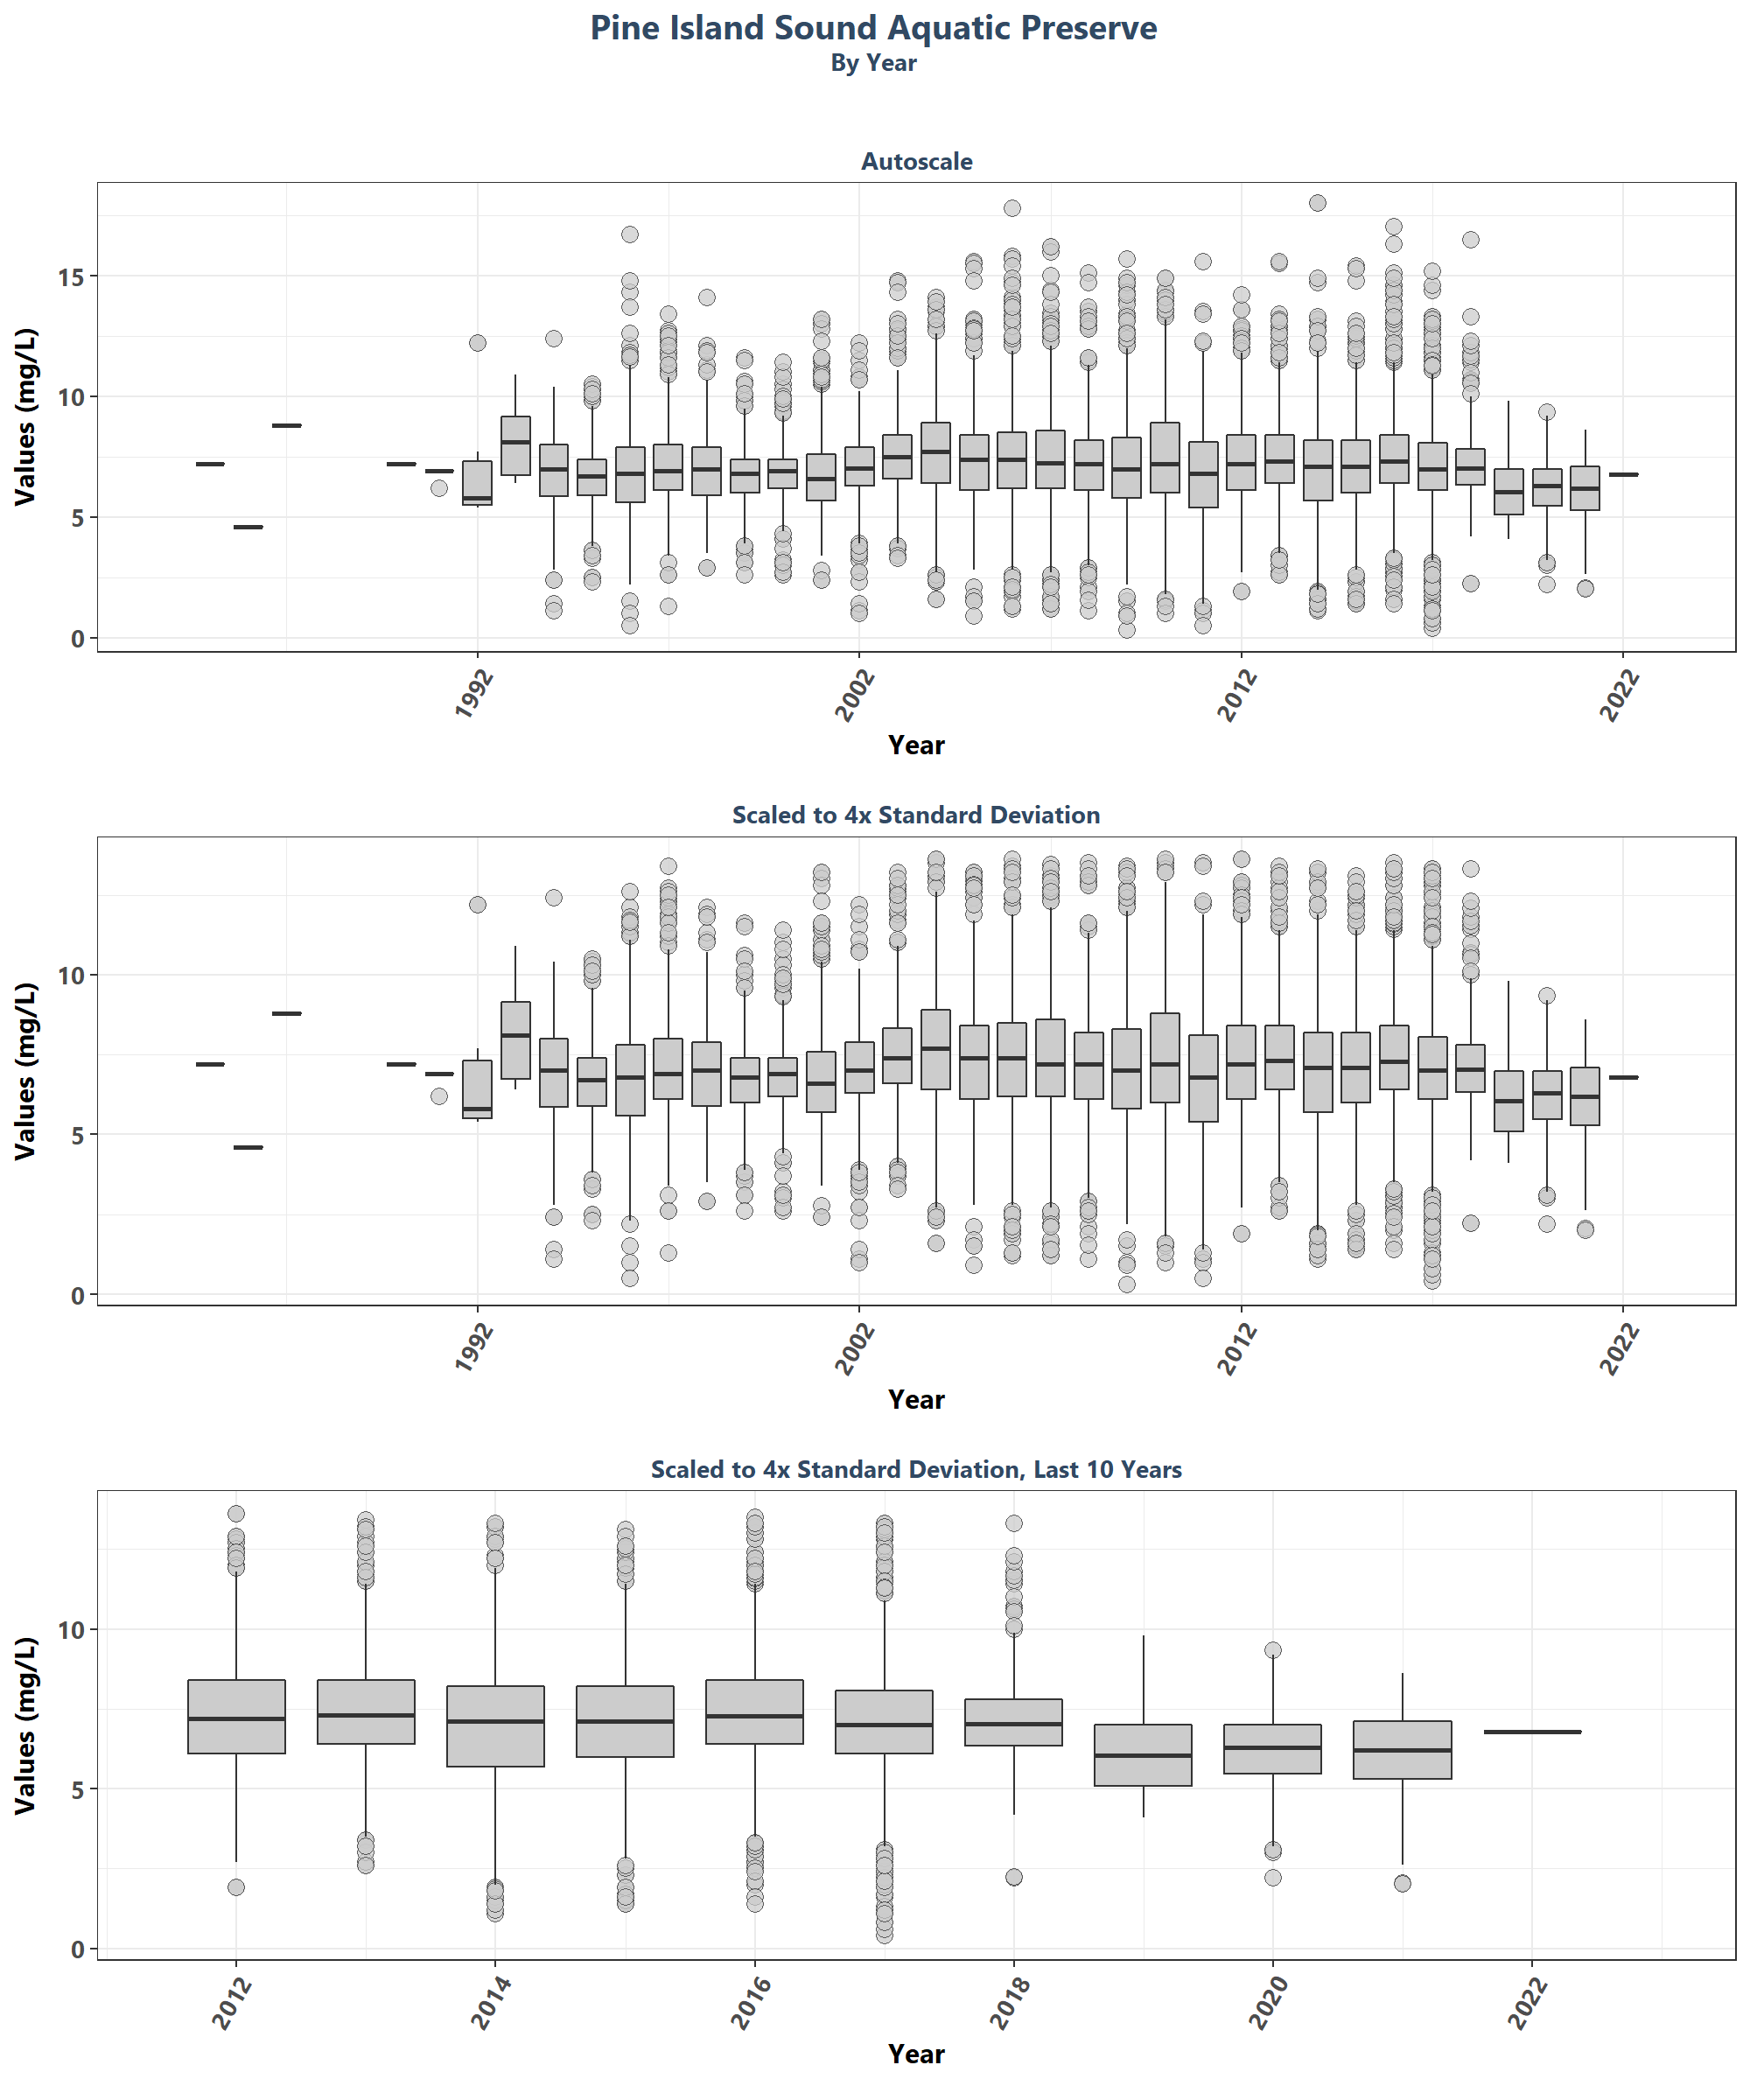 Pine Island Sound Aquatic Preserve
By Year
Autoscale
Values (mg/L)
15
10
5
0
1992
2002
2012
2022
Year
Scaled to 4x Standard Deviation
Values (mg/L)
10
5
0
1992
2002
2012
2022
Year
Scaled to 4x Standard Deviation, Last 10 Years
Values (mg/L)
10
5
0
2012
2014
2016
2018
2020
2022
Year